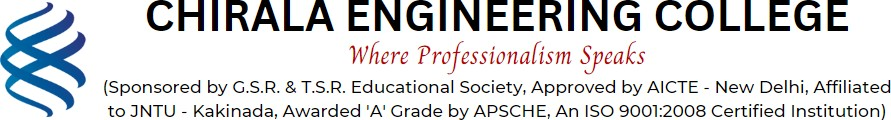 CHIRALA ENGINEERING COLLEGE
Where Professionalism Speaks
(Sponsored by G.S.R. & T.S.R. Educational Society, Approved by AICTE - New Delhi, Affiliated
to JNTU - Kakinada, Awarded 'A' Grade by APSCHE, An ISO 9001:2008 Certified Institution)